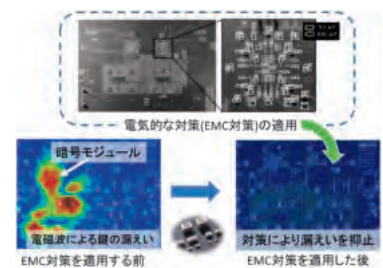 電気的な対策(EMC対策)の適用
暗号モジュール
電磁波による鍵の漏えい
対策により漏えいを抑止
EMC対策を適用する前
EMC対策を適用した後